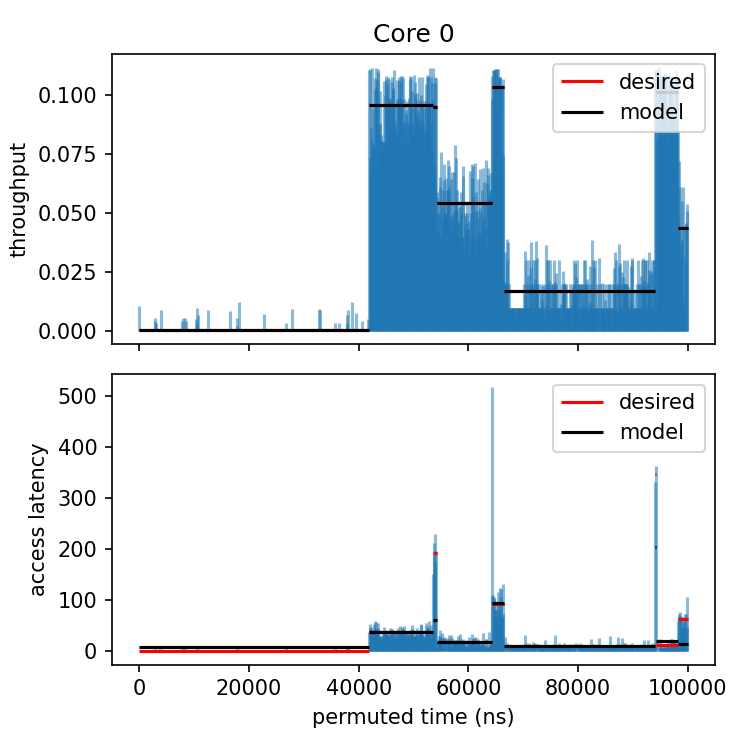 Core 0
throughput
0.100
0.075
0.050
0.025
0.000
desired
model
access latency
500
400
300
200
100
0
desired
model
0
20000
40000
60000
80000
100000
permuted time (ns)